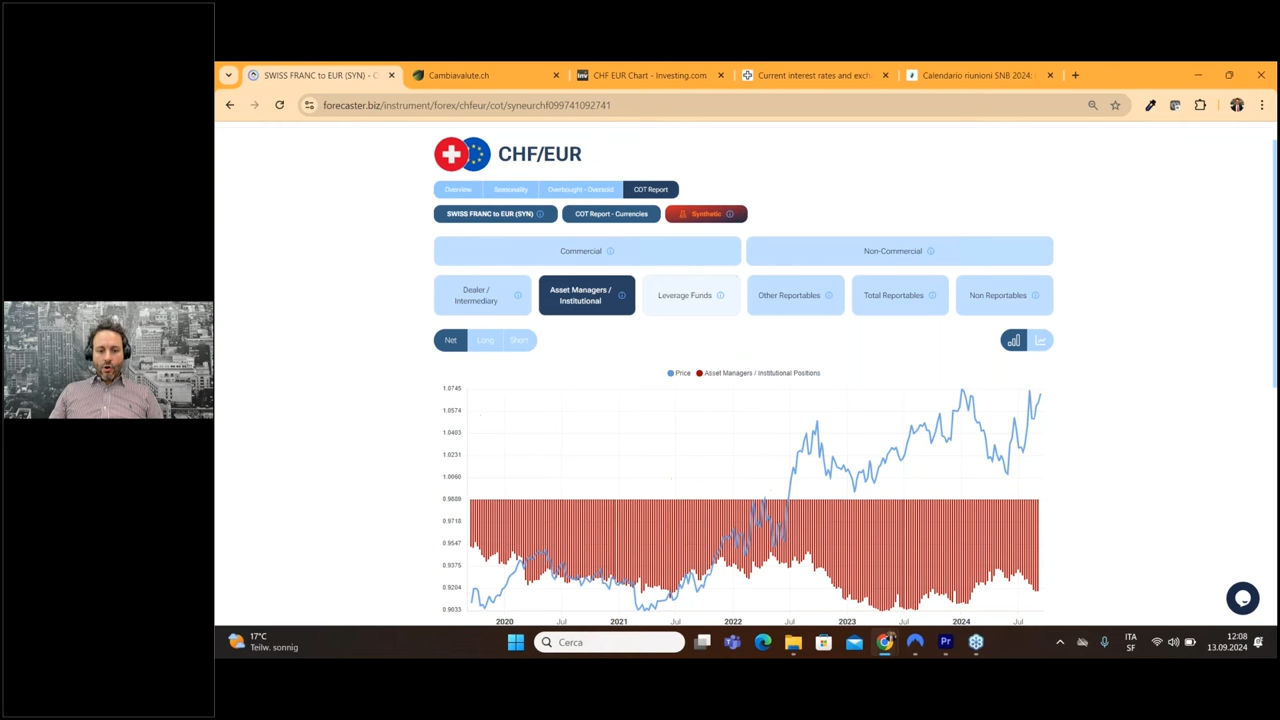 SWISS FRANC to EUR (SYN) - C
Cambiavalute.ch
CHF EUR Chart - Investing.com
Current interest rates and exch
Calendario riunioni SNB 2024:
forecaster.biz/instrument/forex/chfeur/cot/syneurchf099741092741
CHF/EUR
Overview
Seasonality
Overbought - Oversold
COT Report
SWISS FRANC to EUR (SYN)
COT Report - Currencies
Synthetic
Commercial
Non-Commercial
Dealer /
Intermediary
Asset Managers /
Institutional
Leverage Funds
Other Reportables
Total Reportables
Non Reportables
Net
Long
Short
Price
Asset Managers / Institutional Positions
1.0745
1.0574
1.0403
1.0231
1.0060
0.9889
0.9718
0.9547
0.9375
0.9204
0.9033
2020
Jul
2021
Jul
2022
Jul
2023
Jul
2024
Jul
17°C
Teilw. sonnig
Cerca
ITA
SF
12:08
13.09.2024